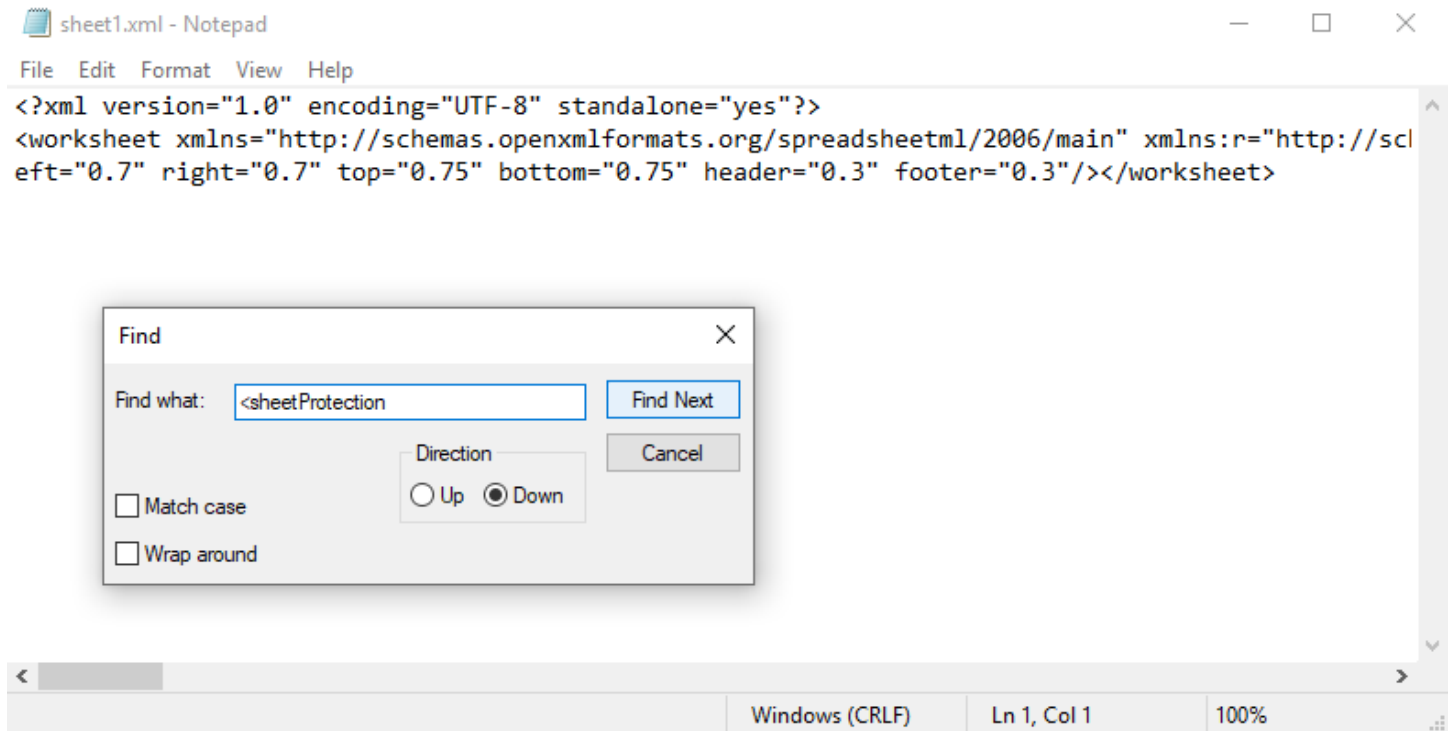 sheet1.xml - Notepad
File Edit Format View Help
<?xml version="1.0" encoding="UTF-8" standalone="yes"?>
<worksheet xmlns="http://schemas.openxmlformats.org/spreadsheetml/2006/main" xmlns:r="http://sch
eft="0.7" right="0.7" top="0.75" bottom="0.75" header="0.3" footer="0.3"/></worksheet>
Find
Find what: <sheetProtection Find Next
Direction Cancel
Up Down
Match case
Wrap around
Windows (CRLF) Ln 1, Col 1 100%